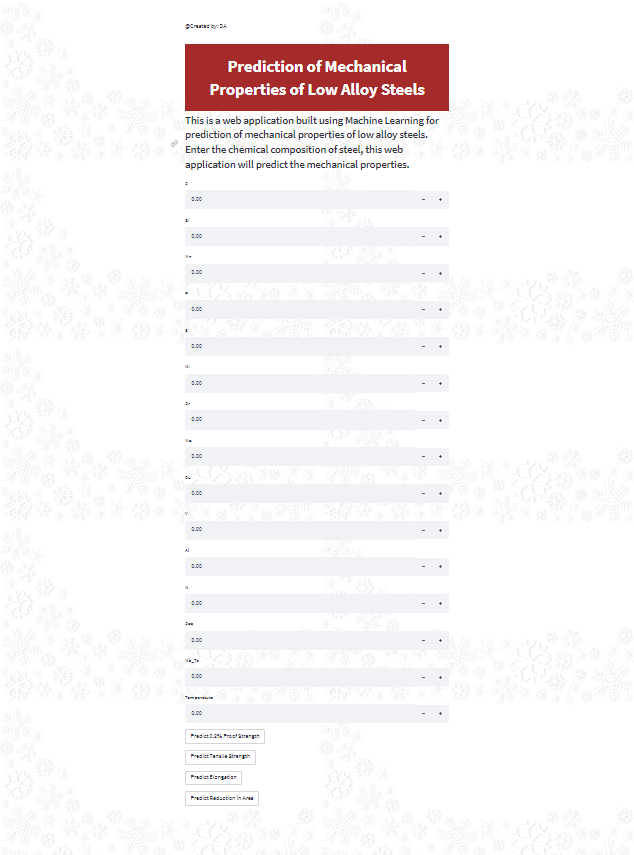 @Created by: DA
Prediction of Mechanical
Properties of Low Alloy Steels
This is a web application built using Machine Learning for
prediction of mechanical properties of low alloy steels.
Enter the chemical composition of steel, this web
application will predict the mechanical properties.
C
0.00 − +
Si
0.00 − +
Mn
0.00 − +
P
0.00 − +
S
0.00 − +
Ni
0.00 − +
Cr
0.00 − +
Mo
0.00 − +
Cu
0.00 − +
V
0.00 − +
Al
0.00 − +
N
0.00 − +
Ceq
0.00 − +
Nb_Ta
0.00 − +
Temperature
0.00 − +
Predict 0.2% Proof Strength
Predict Tensile Strength
Predict Elongation
Predict Reduction in Area